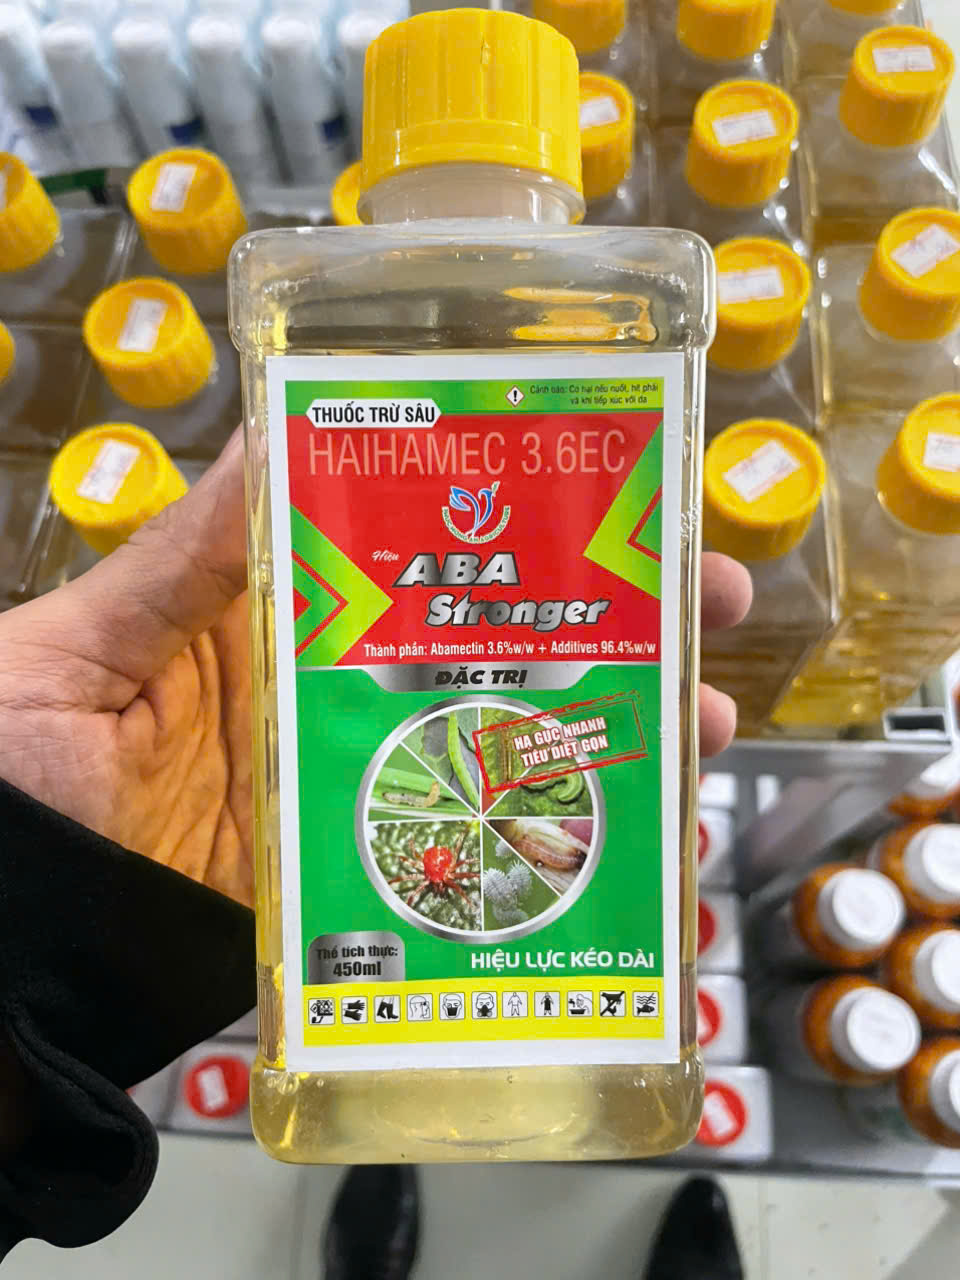 Cảnh báo: Có hại nếu nuốt, hít phải
và khi tiếp xúc với da
THUỐC TRỪ SÂU
HAIHAMEC 3.6EC
Hiệu
ABA
Stronger
Thành phần: Abamectin 3.6%w/w + Additives 96.4%w/w
ĐẶC TRỊ
HẠ GỤC NHANH
TIÊU DIỆT GỌN
Thể tích thực:
450ml
HIỆU LỰC KÉO DÀI